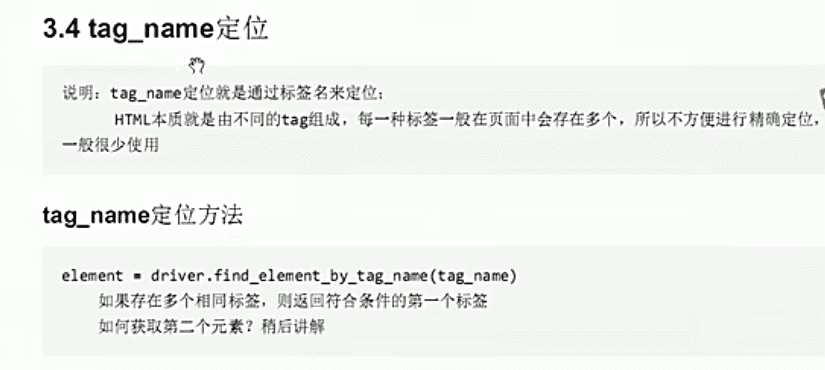 3.4 tag_name定位
说明：tag_name定位就是通过标签名来定位；
HTML本质就是由不同的tag组成，每一种标签一般在页面中会存在多个，所以不方便进行精确定位，
一般很少使用
tag_name定位方法
element = driver.find_element_by_tag_name(tag_name)
如果存在多个相同标签，则返回符合条件的第一个标签
如何获取第二个元素？稍后讲解